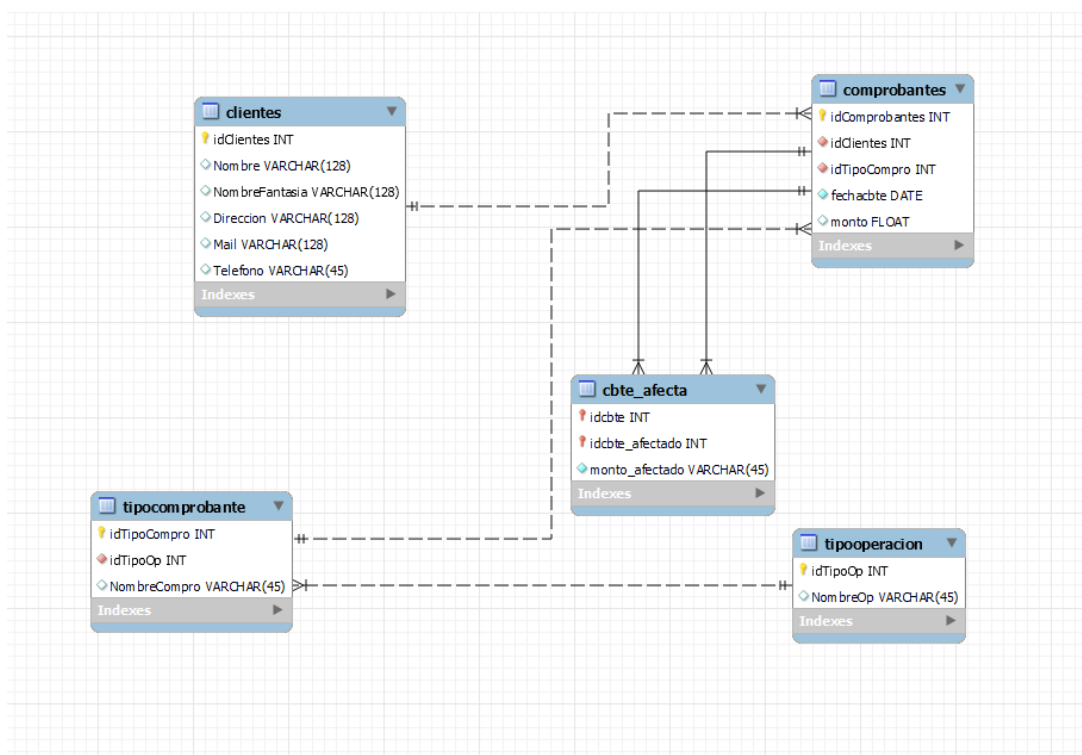 clientes
idClientes INT
Nombre VARCHAR(128)
NombreFantasia VARCHAR(128)
Direccion VARCHAR(128)
Mail VARCHAR(128)
Telefono VARCHAR(45)
Indexes
comprobantes
idComprobantes INT
idClientes INT
idTipoCompro INT
fechacbte DATE
monto FLOAT
Indexes
cbte_afecta
idcbte INT
idcbte_afectado INT
monto_afectado VARCHAR(45)
Indexes
tipocomprobante
idTipoCompro INT
idTipoOp INT
NombreCompro VARCHAR(45)
Indexes
tipooperacion
idTipoOp INT
NombreOp VARCHAR(45)
Indexes